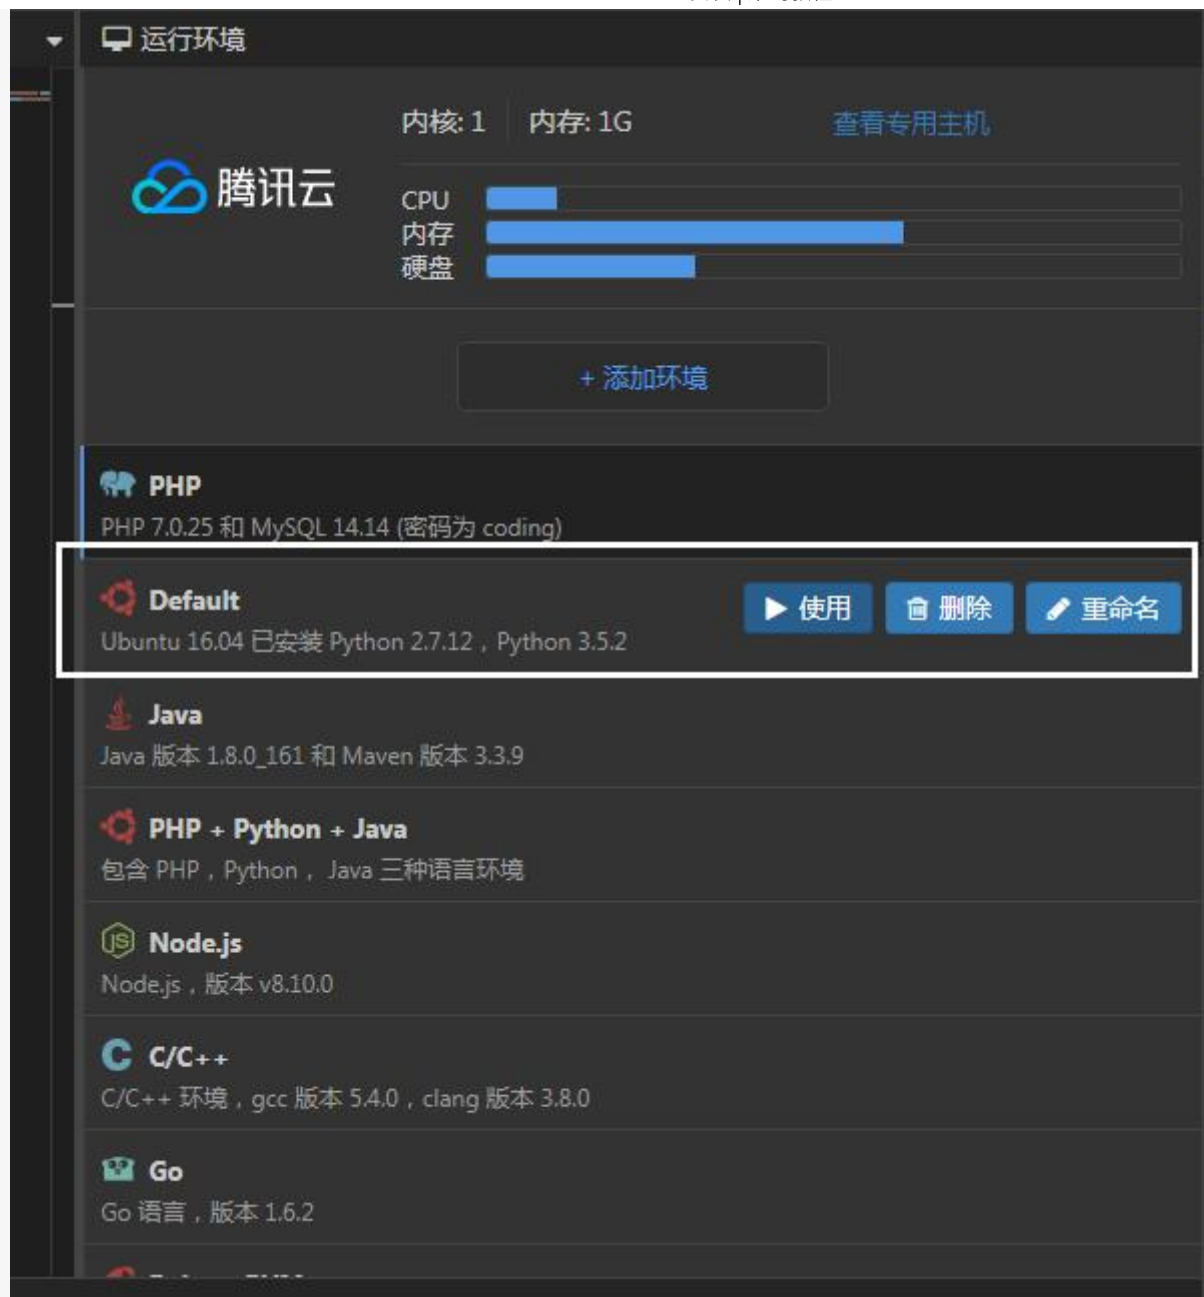 运行环境
内核: 1 内存: 1G 查看专用主机
腾讯云
CPU
内存
硬盘
+ 添加环境
PHP
PHP 7.0.25 和 MySQL 14.14 (密码为 coding)
Default
Ubuntu 16.04 已安装 Python 2.7.12，Python 3.5.2
使用 删除 重命名
Java
Java 版本 1.8.0_161 和 Maven 版本 3.3.9
PHP + Python + Java
包含 PHP，Python， Java 三种语言环境
JS Node.js
Node.js，版本 v8.10.0
C C/C++
C/C++ 环境，gcc 版本 5.4.0，clang 版本 3.8.0
Go
Go 语言，版本 1.6.2